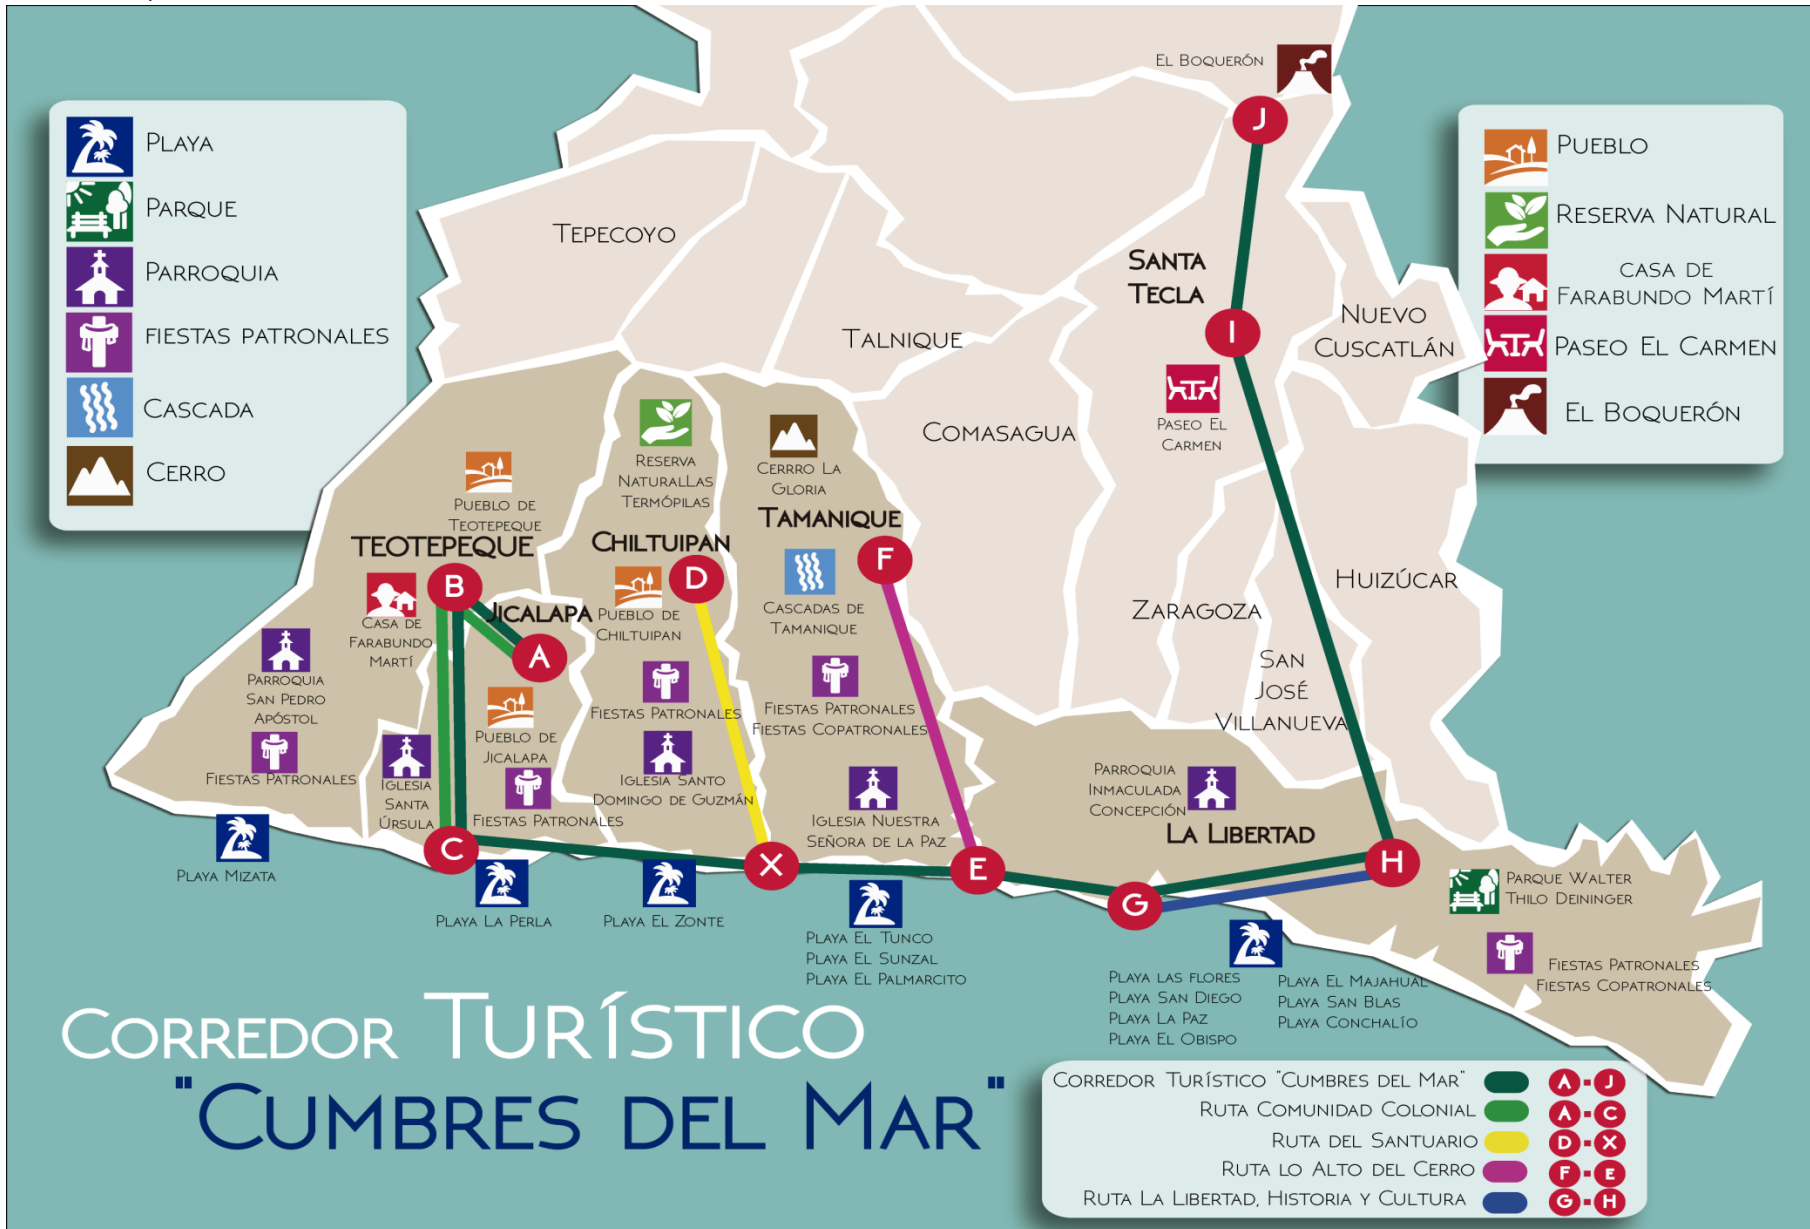 Playa
Parque
Parroquia
fiestas patronales
Cascada
Cerro
Pueblo
Reserva Natural
casa de
Farabundo Martí
Paseo El Carmen
El Boquerón
El Boquerón
J
Tepecoyo
Santa
Tecla
I
Nuevo
Cuscatlán
Talnique
Paseo El
Carmen
Comasagua
Reserva
NaturalLas
Termópilas
Cerrro La
Gloria
Pueblo de
Teotepeque
TEOTEPEQUE
Chiltuipan
Tamanique
F
B
D
Jicalapa
Casa de
Farabundo
Martí
Pueblo de
Chiltuipan
Cascadas de
Tamanique
Huizúcar
Zaragoza
A
San
José
Villanueva
Parroquia
San Pedro
Apóstol
Fiestas Patronales
Fiestas Patronales
Fiestas Patronales
Fiestas Copatronales
Pueblo de
Jicalapa
Iglesia
Santa
Úrsula
Fiestas Patronales
Iglesia Santo
Domingo de Guzmán
Iglesia Nuestra
Señora de la Paz
Parroquia
Inmaculada
Concepción
La Libertad
C
X
E
G
H
Playa Mizata
Playa La Perla
Playa El Zonte
Playa El Tunco
Playa El Sunzal
Playa El Palmarcito
Playa las flores
Playa San Diego
Playa La Paz
Playa El Obispo
Playa El Majahual
Playa San Blas
Playa Conchalío
Parque Walter
Thilo Deininger
Fiestas Patronales
Fiestas Copatronales
Corredor Turístico
"Cumbres del Mar"
Corredor Turístico "Cumbres del Mar" A - J
Ruta Comunidad Colonial A - C
Ruta del Santuario D - X
Ruta lo Alto del Cerro F - E
Ruta La Libertad, Historia y Cultura G - H